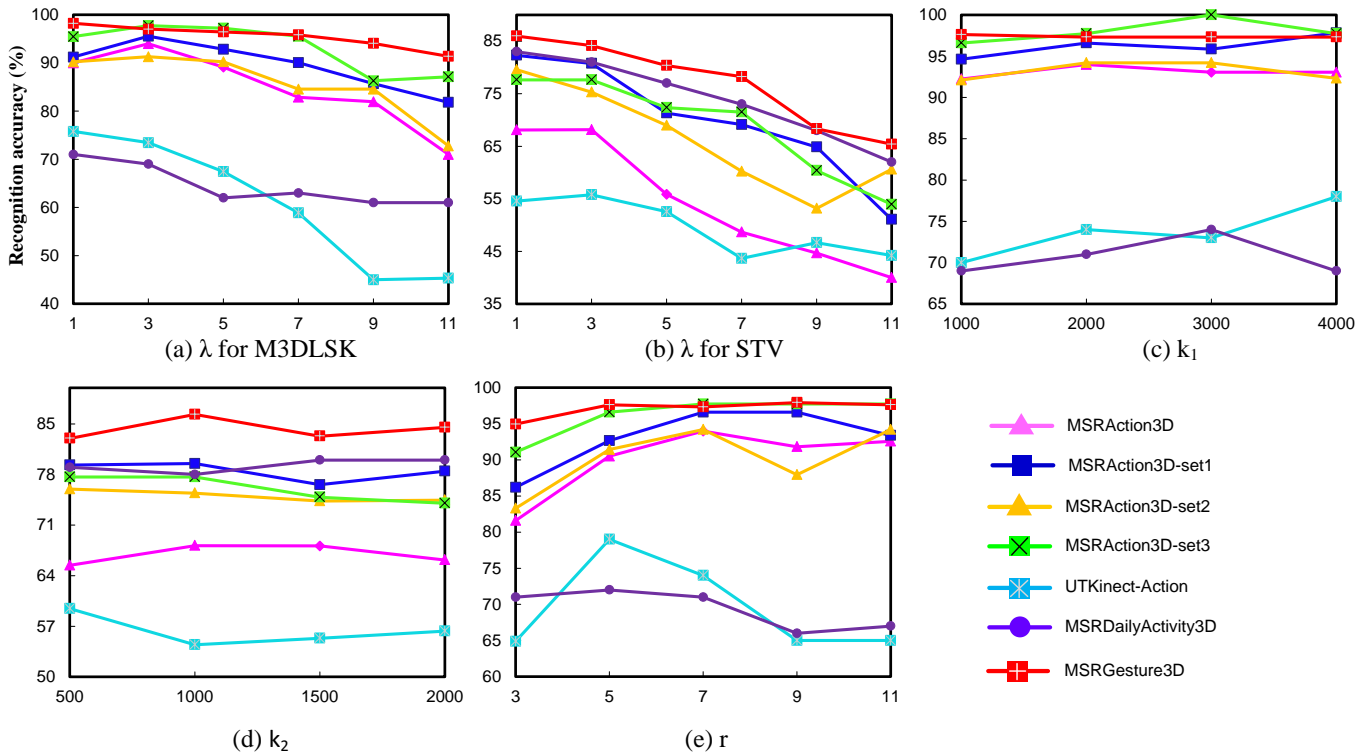 Recognition accuracy (%)
100
90
80
70
60
50
40
1 3 5 7 9 11
(a) λ for M3DLSK
85
75
65
55
45
35
1 3 5 7 9 11
(b) λ for STV
100
95
90
85
80
75
70
65
1000 2000 3000 4000
(c) k₁
85
78
71
64
57
50
500 1000 1500 2000
(d) k₂
100
95
90
85
80
75
70
65
60
3 5 7 9 11
(e) r
MSRAction3D
MSRAction3D-set1
MSRAction3D-set2
MSRAction3D-set3
UTKinect-Action
MSRDailyActivity3D
MSRGesture3D